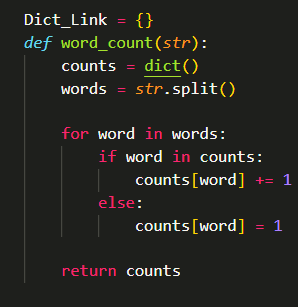 Dict_Link = {}
def word_count(str):
    counts = dict()
    words = str.split()

    for word in words:
        if word in counts:
            counts[word] += 1
        else:
            counts[word] = 1

    return counts